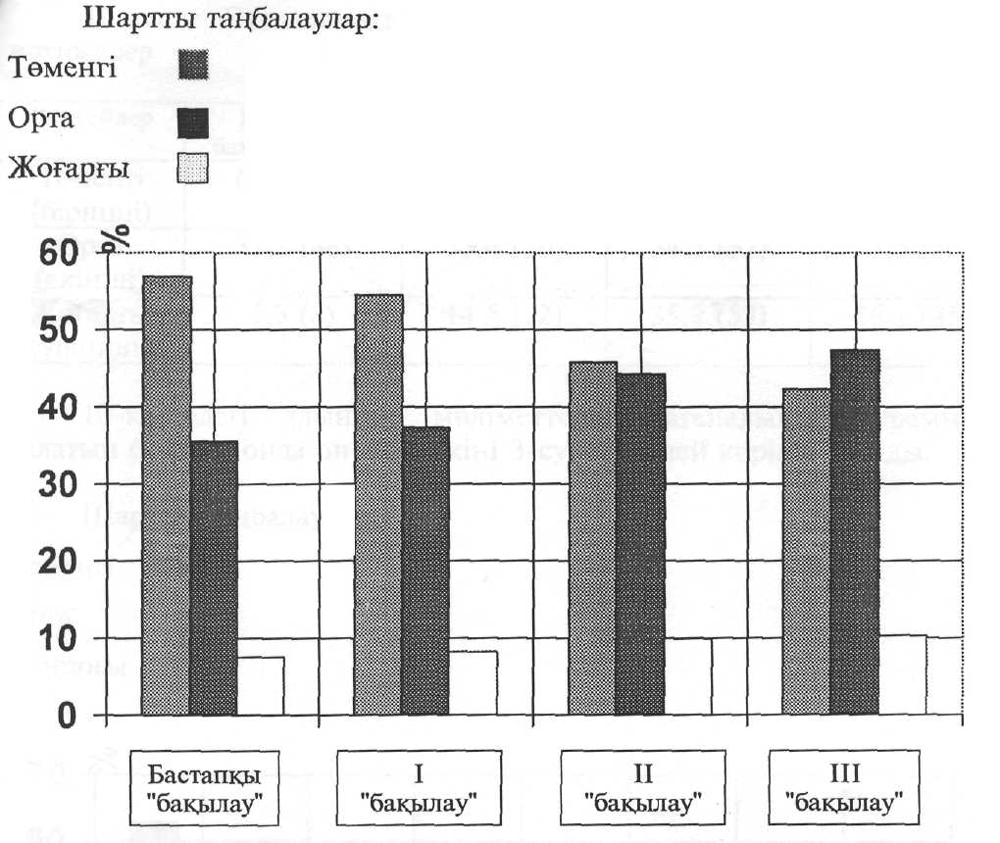 Шартты таңбалаулар:
Төменгі
Орта
Жоғарғы
%
60
50
40
30
20
10
0
Бастапқы
"бақылау"
I
"бақылау"
II
"бақылау"
III
"бақылау"